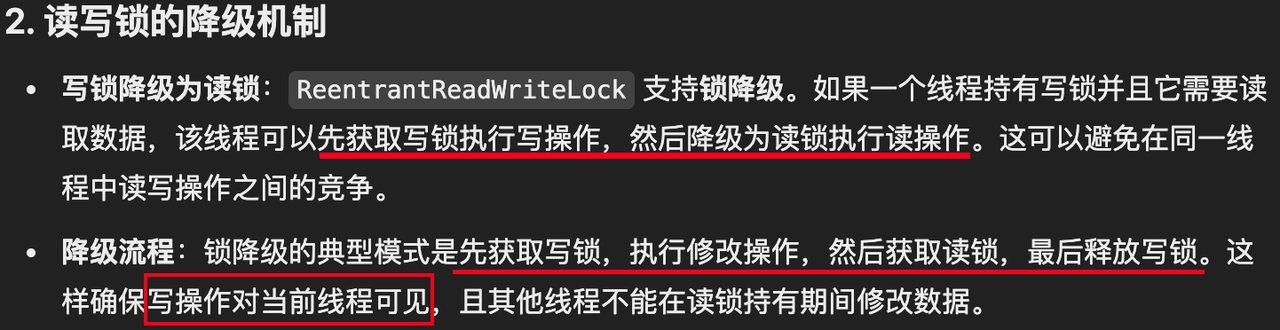 2. 读写锁的降级机制
• 写锁降级为读锁：ReentrantReadWriteLock 支持锁降级。如果一个线程持有写锁并且它需要读
取数据，该线程可以先获取写锁执行写操作，然后降级为读锁执行读操作。这可以避免在同一线
程中读写操作之间的竞争。
• 降级流程：锁降级的典型模式是先获取写锁，执行修改操作，然后获取读锁，最后释放写锁。这
样确保写操作对当前线程可见，且其他线程不能在读锁持有期间修改数据。